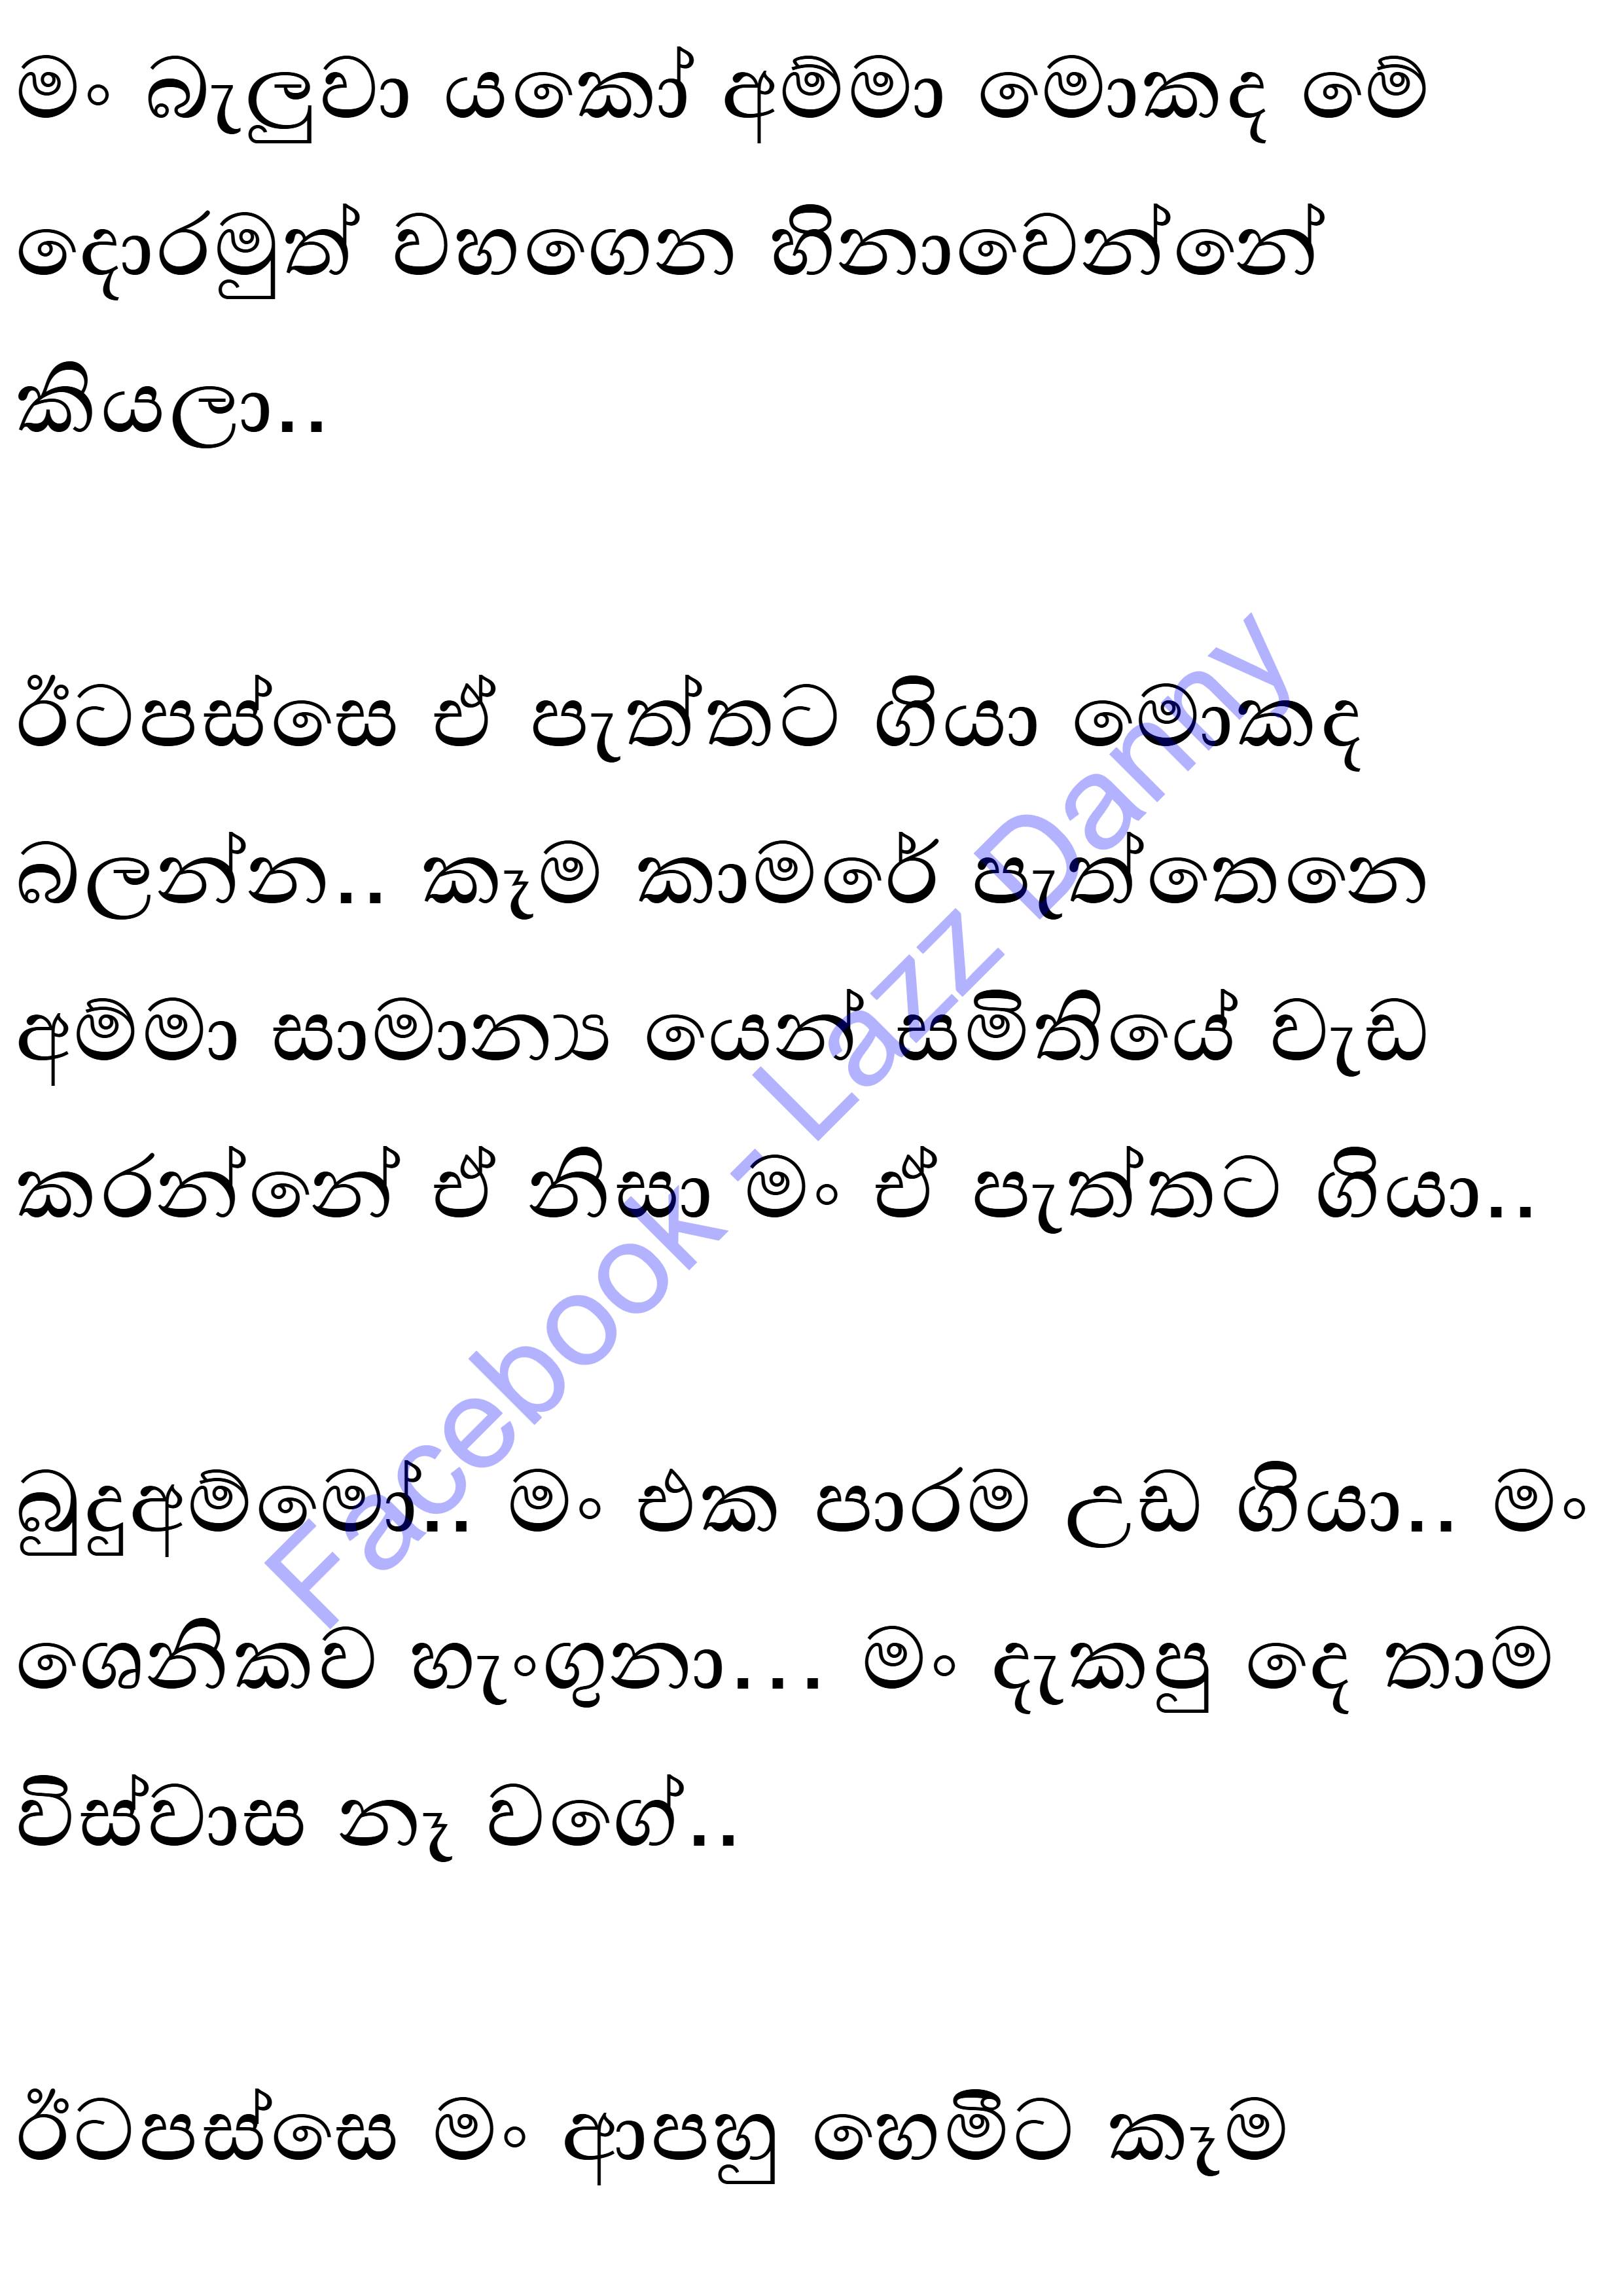 මං බැලුවා යකෝ අම්මා මොකද මේ
දොරමුත් වහගෙන හිනාවෙන්නේ
කියලා..
ඊටපස්සෙ ඒ පැත්තට ගියා මොකද
බලන්න.. කෑම කාමරේ පැත්තෙනෙ
අම්මා සාමාන්‍ය යෙන් සමිතියේ වැඩ
කරන්නේ ඒ නිසා මං ඒ පැත්තට ගියා..
බුදුඅම්මෝ.. මං එක පාරම උඩ ගියා.. මං
ශෙනිකව හැංගුනා... මං දැකපු දෙ නාම
විස්වාස නෑ වගේ..
ඊටපස්සෙ මං ආපහු හෙමීට කෑම
Facebook - Lazz Danny